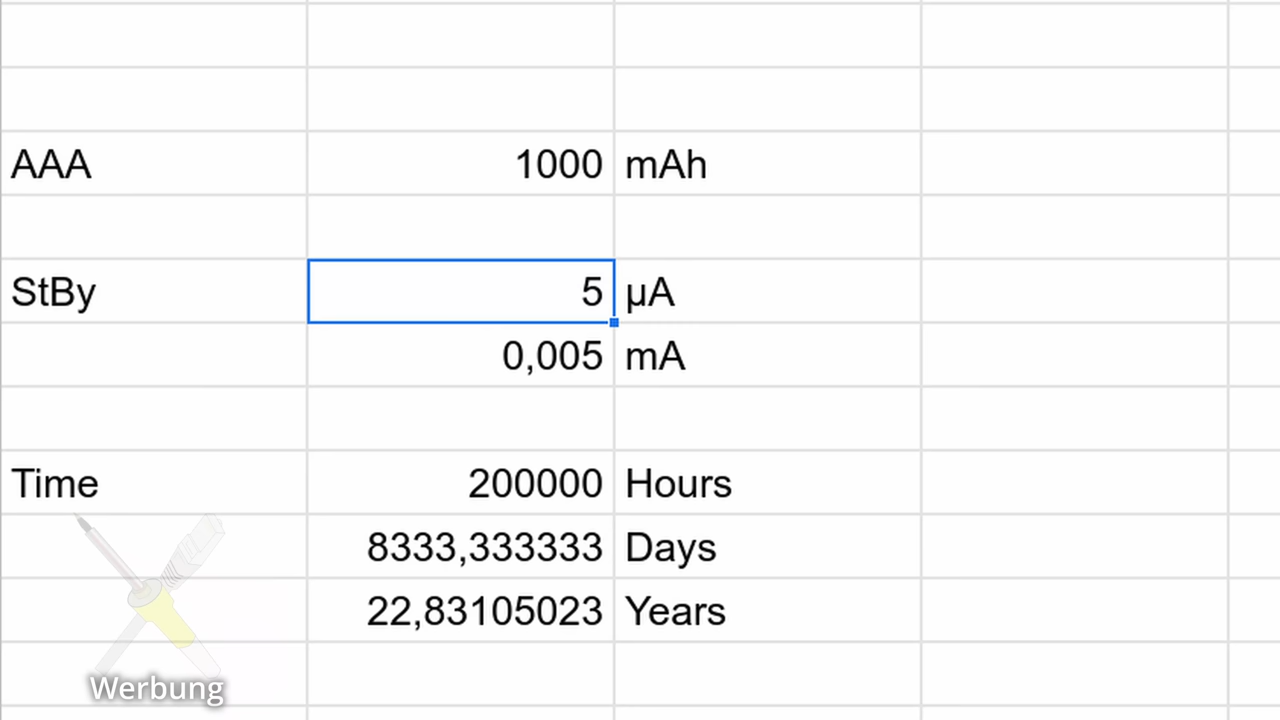 AAA 1000 mAh
StBy 5 µA
0,005 mA
Time 200000 Hours
8333,333333 Days
22,83105023 Years
Werbung